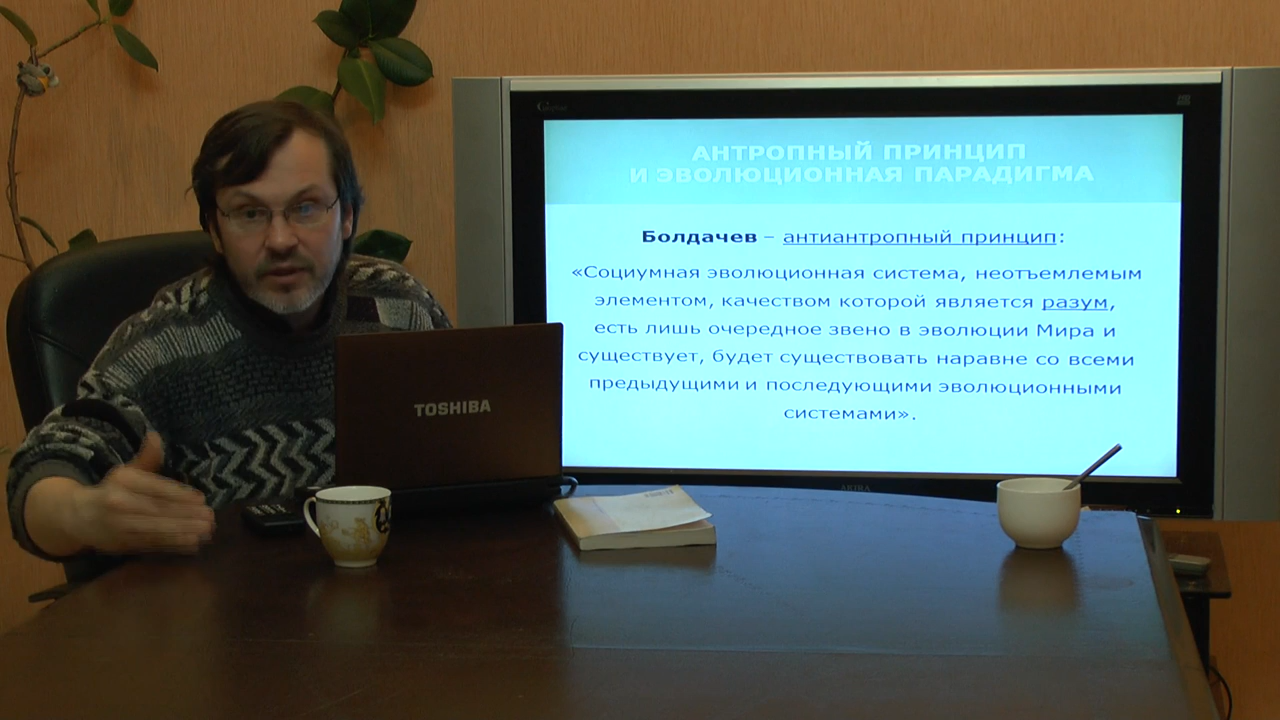 АНТРОПНЫЙ ПРИНЦИП
И ЭВОЛЮЦИОННАЯ ПАРАДИГМА
Болдачев – антиантропный принцип:
«Социумная эволюционная система, неотъемлемым
элементом, качеством которой является разум,
есть лишь очередное звено в эволюции Мира и
существует, будет существовать наравне со всеми
предыдущими и последующими эволюционными
системами».
TOSHIBA
AKIRA